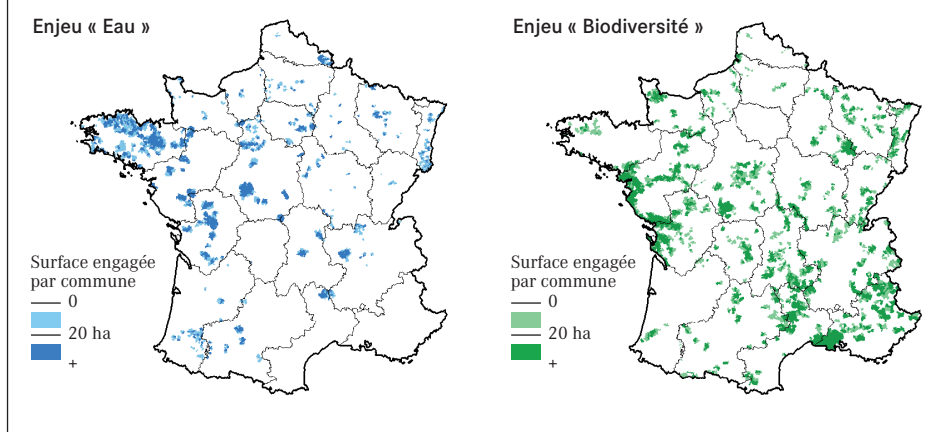 Enjeu « Eau »
Surface engagée
par commune
0
20 ha
+
Enjeu « Biodiversité »
Surface engagée
par commune
0
20 ha
+